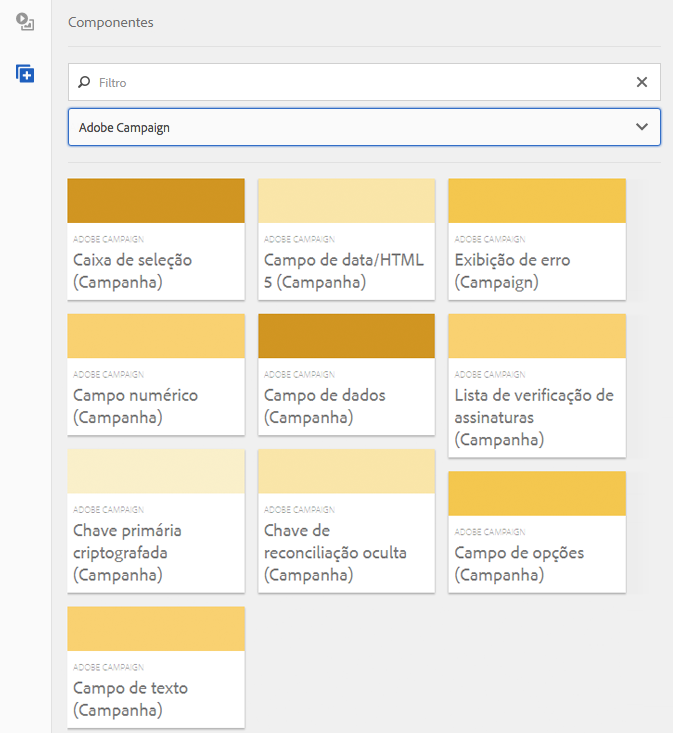 Componentes
Filtro
Adobe Campaign
ADOBE CAMPAIGN
Caixa de seleção
(Campanha)
ADOBE CAMPAIGN
Campo de data/HTML
5 (Campanha)
ADOBE CAMPAIGN
Exibição de erro
(Campaign)
ADOBE CAMPAIGN
Campo numérico
(Campanha)
ADOBE CAMPAIGN
Campo de dados
(Campanha)
ADOBE CAMPAIGN
Lista de verificação de
assinaturas
(Campanha)
ADOBE CAMPAIGN
Chave primária
criptografada
(Campanha)
ADOBE CAMPAIGN
Chave de
reconciliação oculta
(Campanha)
ADOBE CAMPAIGN
Campo de opções
(Campanha)
ADOBE CAMPAIGN
Campo de texto
(Campanha)